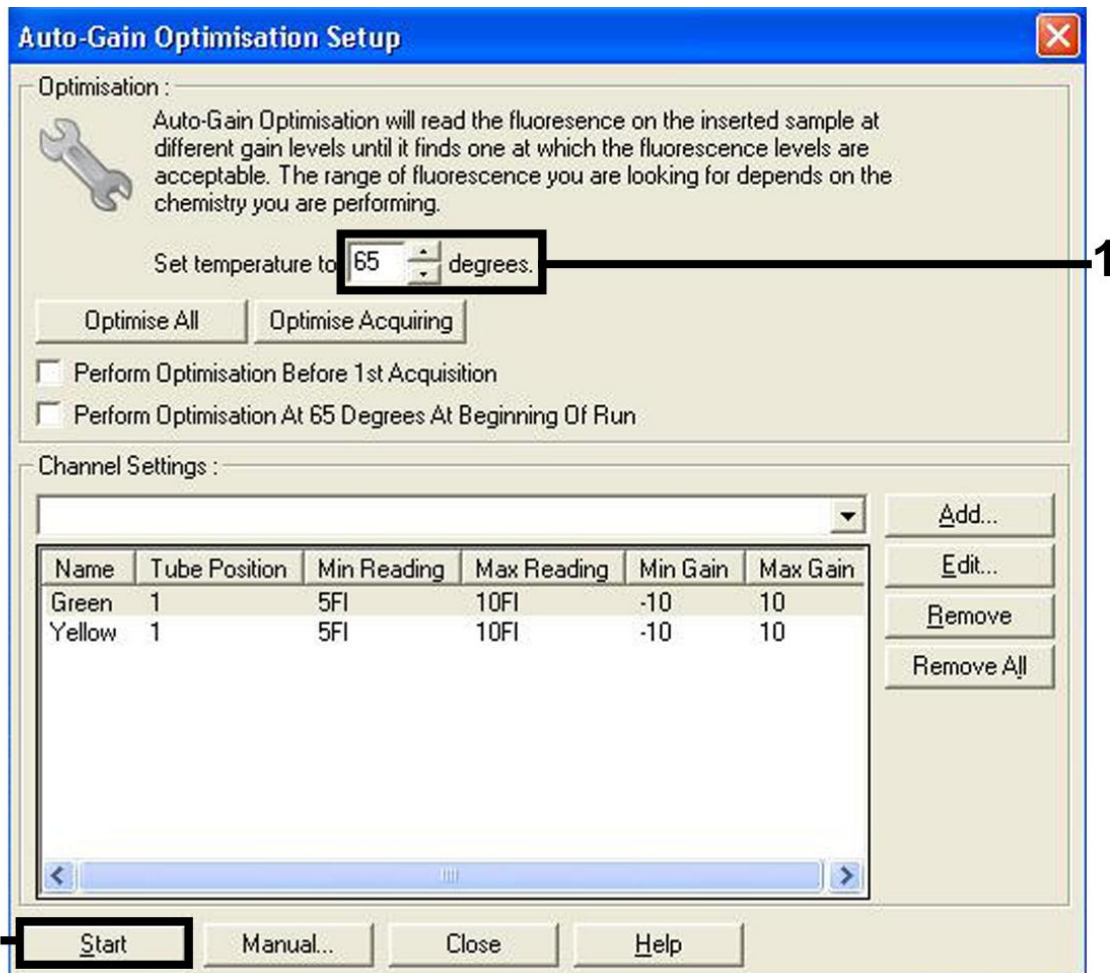 Auto-Gain Optimisation Setup
Optimisation :
Auto-Gain Optimisation will read the fluoresence on the inserted sample at
different gain levels until it finds one at which the fluorescence levels are
acceptable. The range of fluorescence you are looking for depends on the
chemistry you are performing.
Set temperature to 65 degrees.
1
Optimise All Optimise Acquiring
Perform Optimisation Before 1st Acquisition
Perform Optimisation At 65 Degrees At Beginning Of Run
Channel Settings :
Add...
Name Tube Position Min Reading Max Reading Min Gain Max Gain Edit...
Green 1 5Fl 10Fl -10 10
Remove
Yellow 1 5Fl 10Fl -10 10
Remove All
Start Manual... Close Help